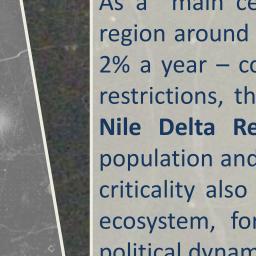 As a "main ce
region around
2% a year – co
restrictions, th
Nile Delta Re
population and
criticality also
ecosystem, for
political dynam